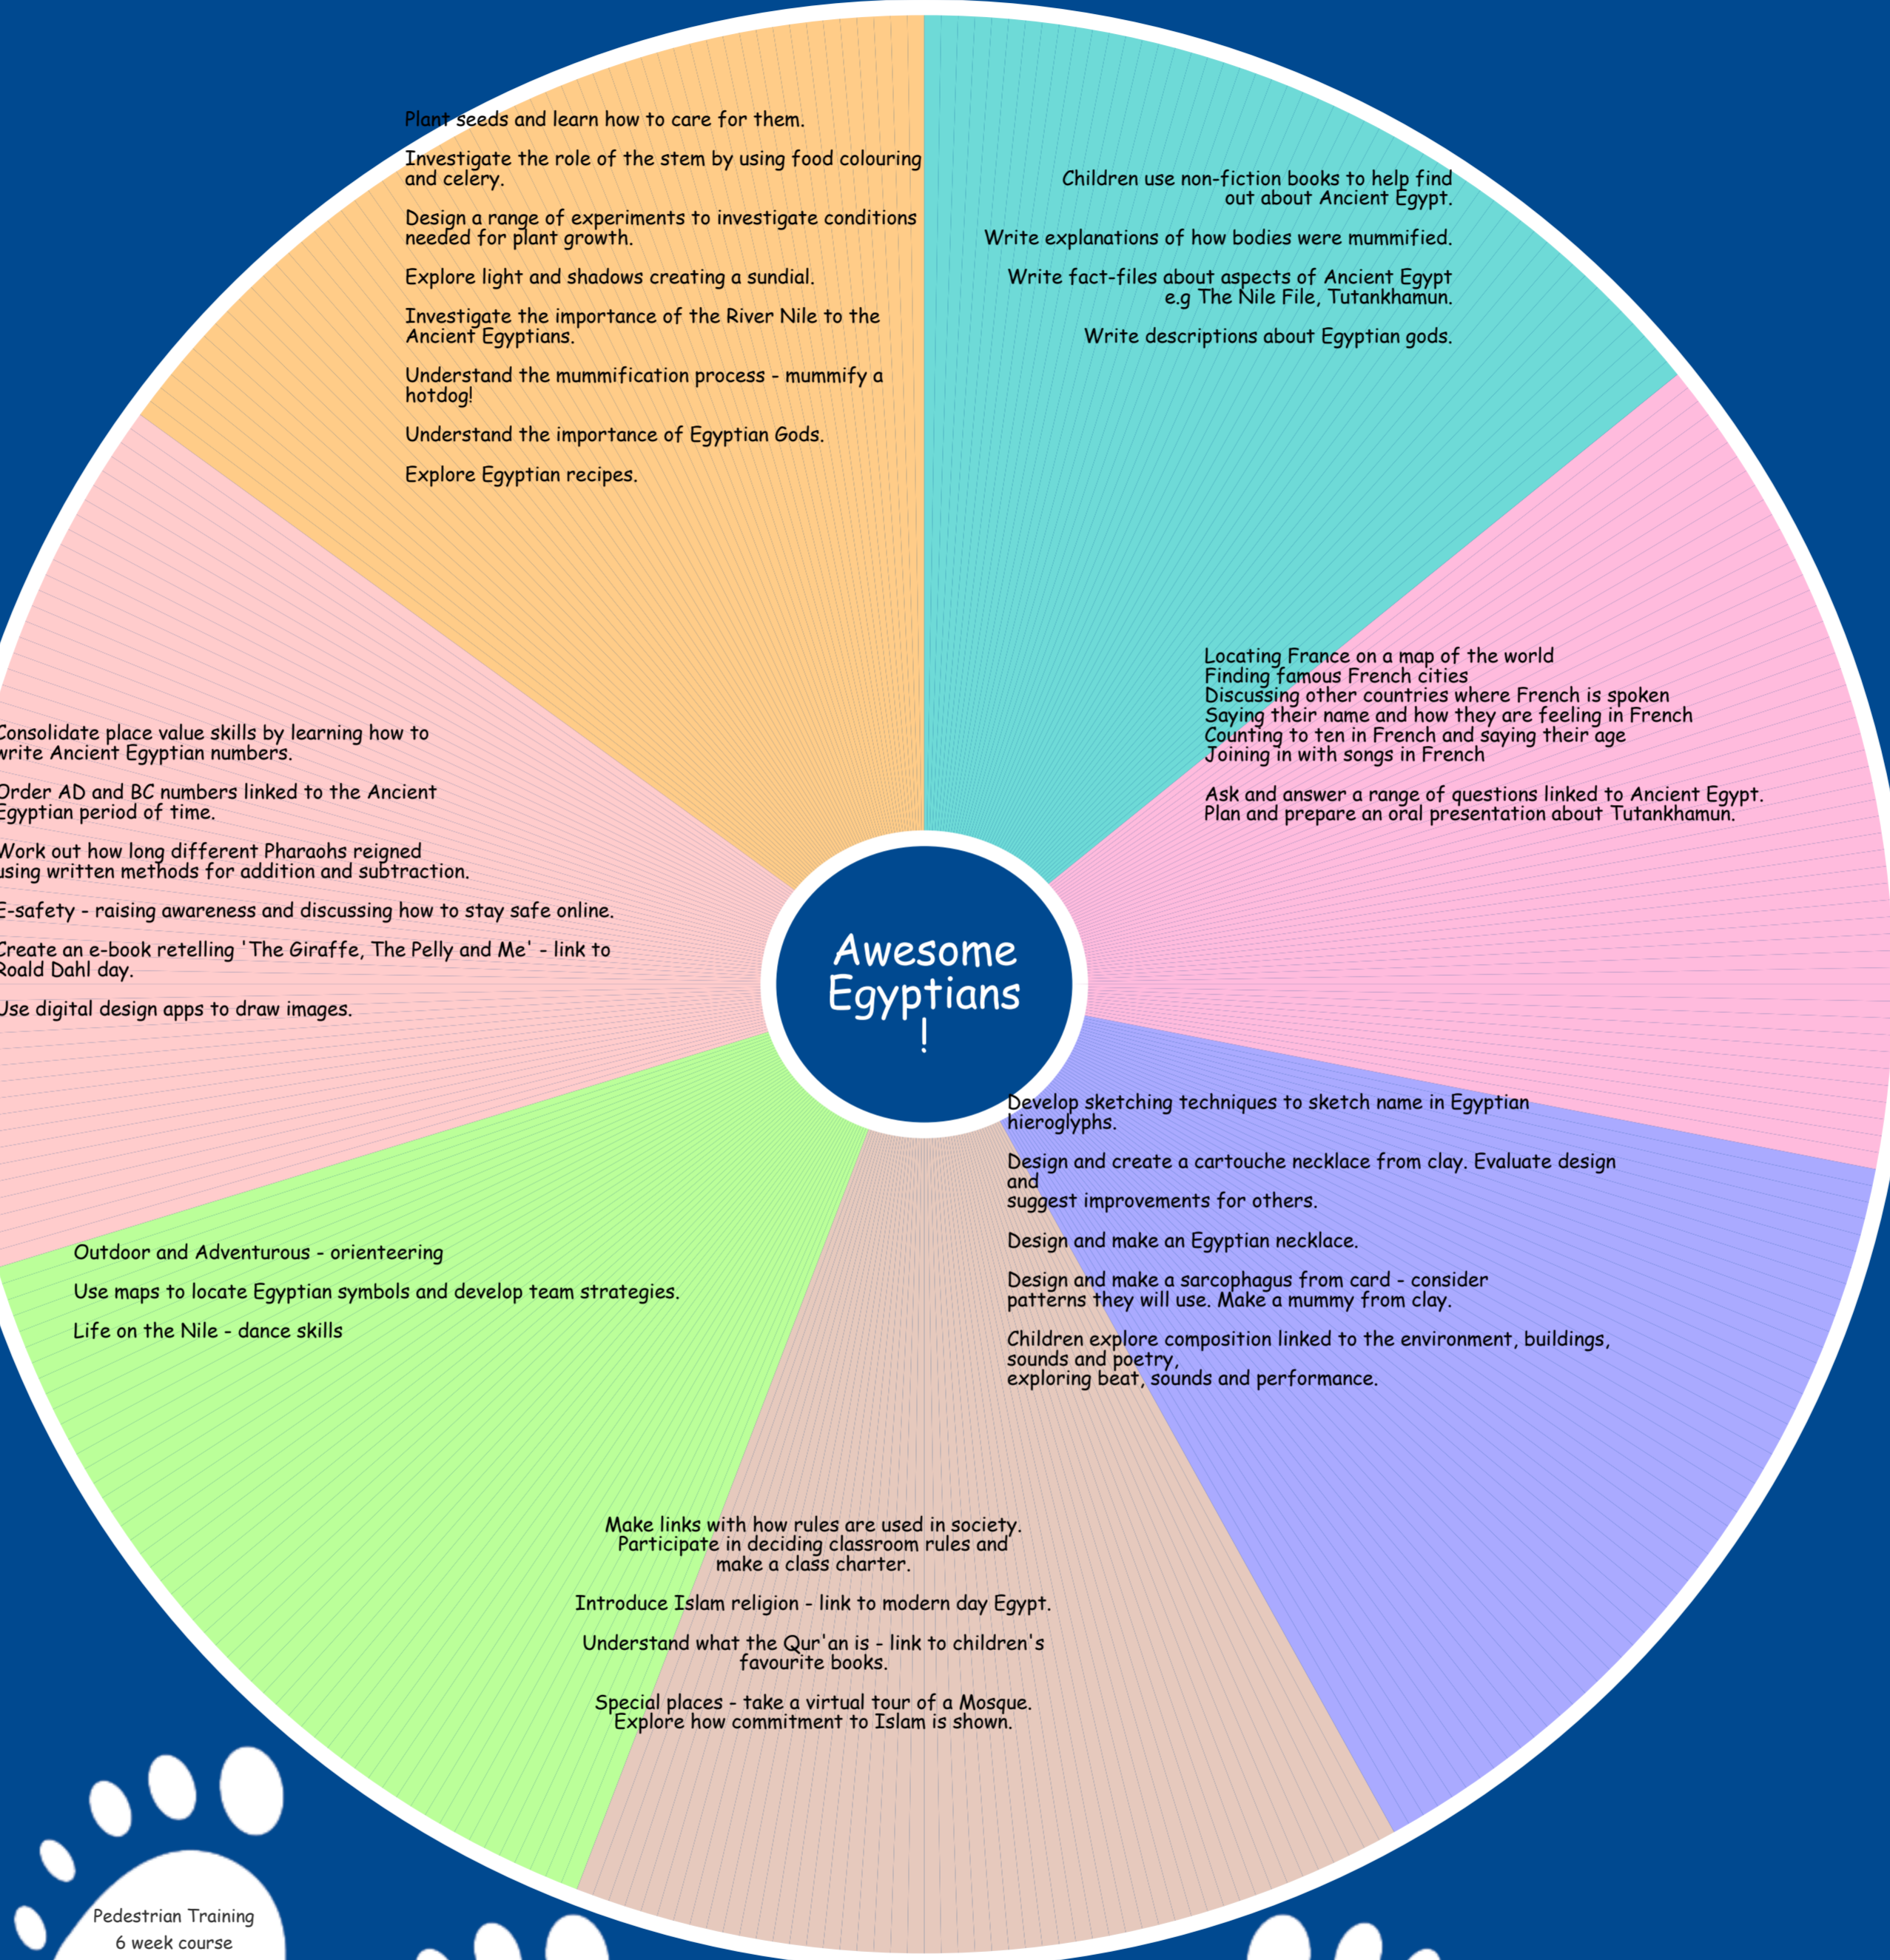 Plant seeds and learn how to care for them.
Investigate the role of the stem by using food colouring
and celery.
Design a range of experiments to investigate conditions
needed for plant growth.
Explore light and shadows creating a sundial.
Investigate the importance of the River Nile to the
Ancient Egyptians.
Understand the mummification process - mummify a
hotdog!
Understand the importance of Egyptian Gods.
Explore Egyptian recipes.
Children use non-fiction books to help find
out about Ancient Egypt.
Write explanations of how bodies were mummified.
Write fact-files about aspects of Ancient Egypt
e.g The Nile File, Tutankhamun.
Write descriptions about Egyptian gods.
Locating France on a map of the world
Finding famous French cities
Discussing other countries where French is spoken
Saying their name and how they are feeling in French
Counting to ten in French and saying their age
Joining in with songs in French
Ask and answer a range of questions linked to Ancient Egypt.
Plan and prepare an oral presentation about Tutankhamun.
Consolidate place value skills by learning how to
write Ancient Egyptian numbers.
Order AD and BC numbers linked to the Ancient
Egyptian period of time.
Work out how long different Pharaohs reigned
using written methods for addition and subtraction.
E-safety - raising awareness and discussing how to stay safe online.
Create an e-book retelling 'The Giraffe, The Pelly and Me' - link to
Roald Dahl day.
Use digital design apps to draw images.
Awesome
Egyptians
!
Develop sketching techniques to sketch name in Egyptian
hieroglyphs.
Design and create a cartouche necklace from clay. Evaluate design
and
suggest improvements for others.
Design and make an Egyptian necklace.
Design and make a sarcophagus from card - consider
patterns they will use. Make a mummy from clay.
Children explore composition linked to the environment, buildings,
sounds and poetry,
exploring beat, sounds and performance.
Outdoor and Adventurous - orienteering
Use maps to locate Egyptian symbols and develop team strategies.
Life on the Nile - dance skills
Make links with how rules are used in society.
Participate in deciding classroom rules and
make a class charter.
Introduce Islam religion - link to modern day Egypt.
Understand what the Qur'an is - link to children's
favourite books.
Special places - take a virtual tour of a Mosque.
Explore how commitment to Islam is shown.
Pedestrian Training
6 week course